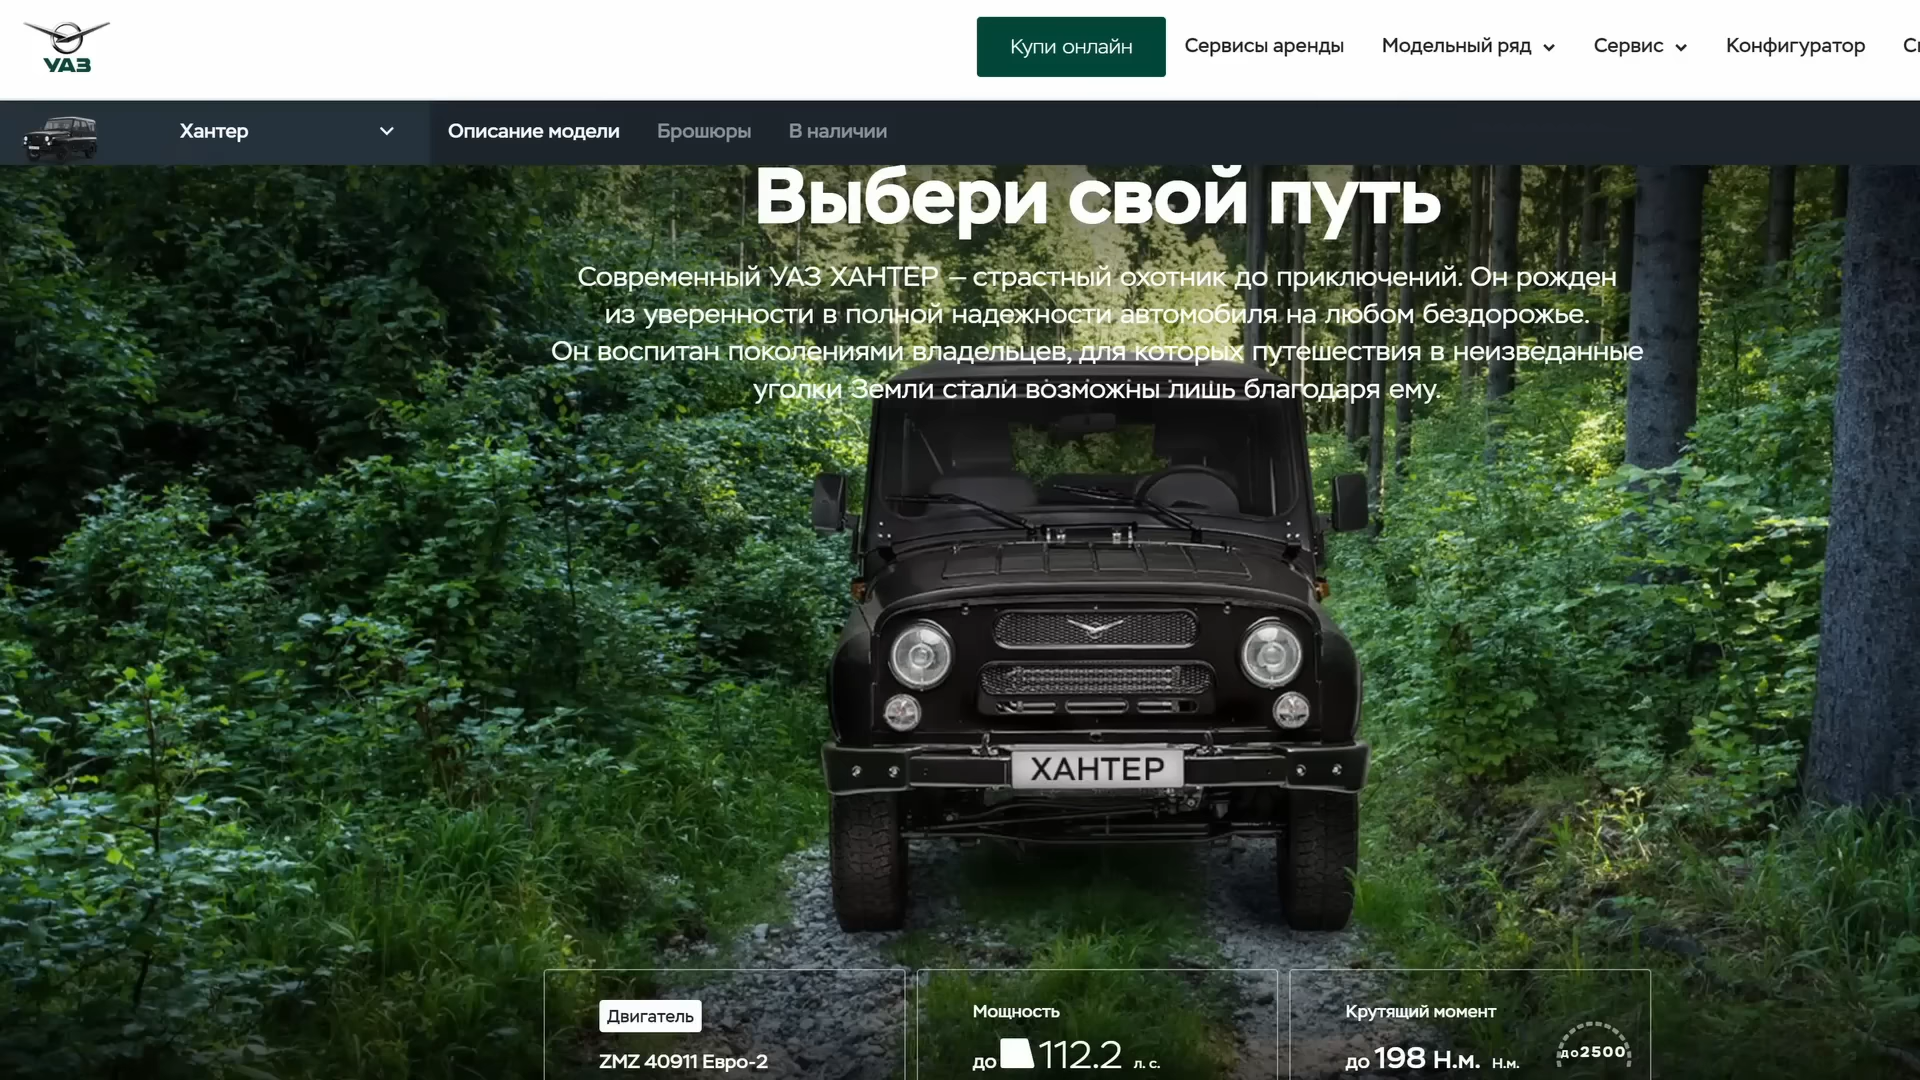 УАЗ
Купи онлайн
Сервисы аренды
Модельный ряд
Сервис
Конфигуратор
Хантер
Описание модели
Брошюры
В наличии
Выбери свой путь
Современный УАЗ ХАНТЕР — страстный охотник до приключений. Он рожден
из уверенности в полной надежности автомобиля на любом бездорожье.
Он воспитан поколениями владельцев, для которых путешествия в неизведанные
уголки Земли стали возможны лишь благодаря ему.
ХАНТЕР
Двигатель
ZMZ 40911 Евро-2
Мощность
до 112.2 л. с.
Крутящий момент
до 198 Н.м. Н.м.
до2500